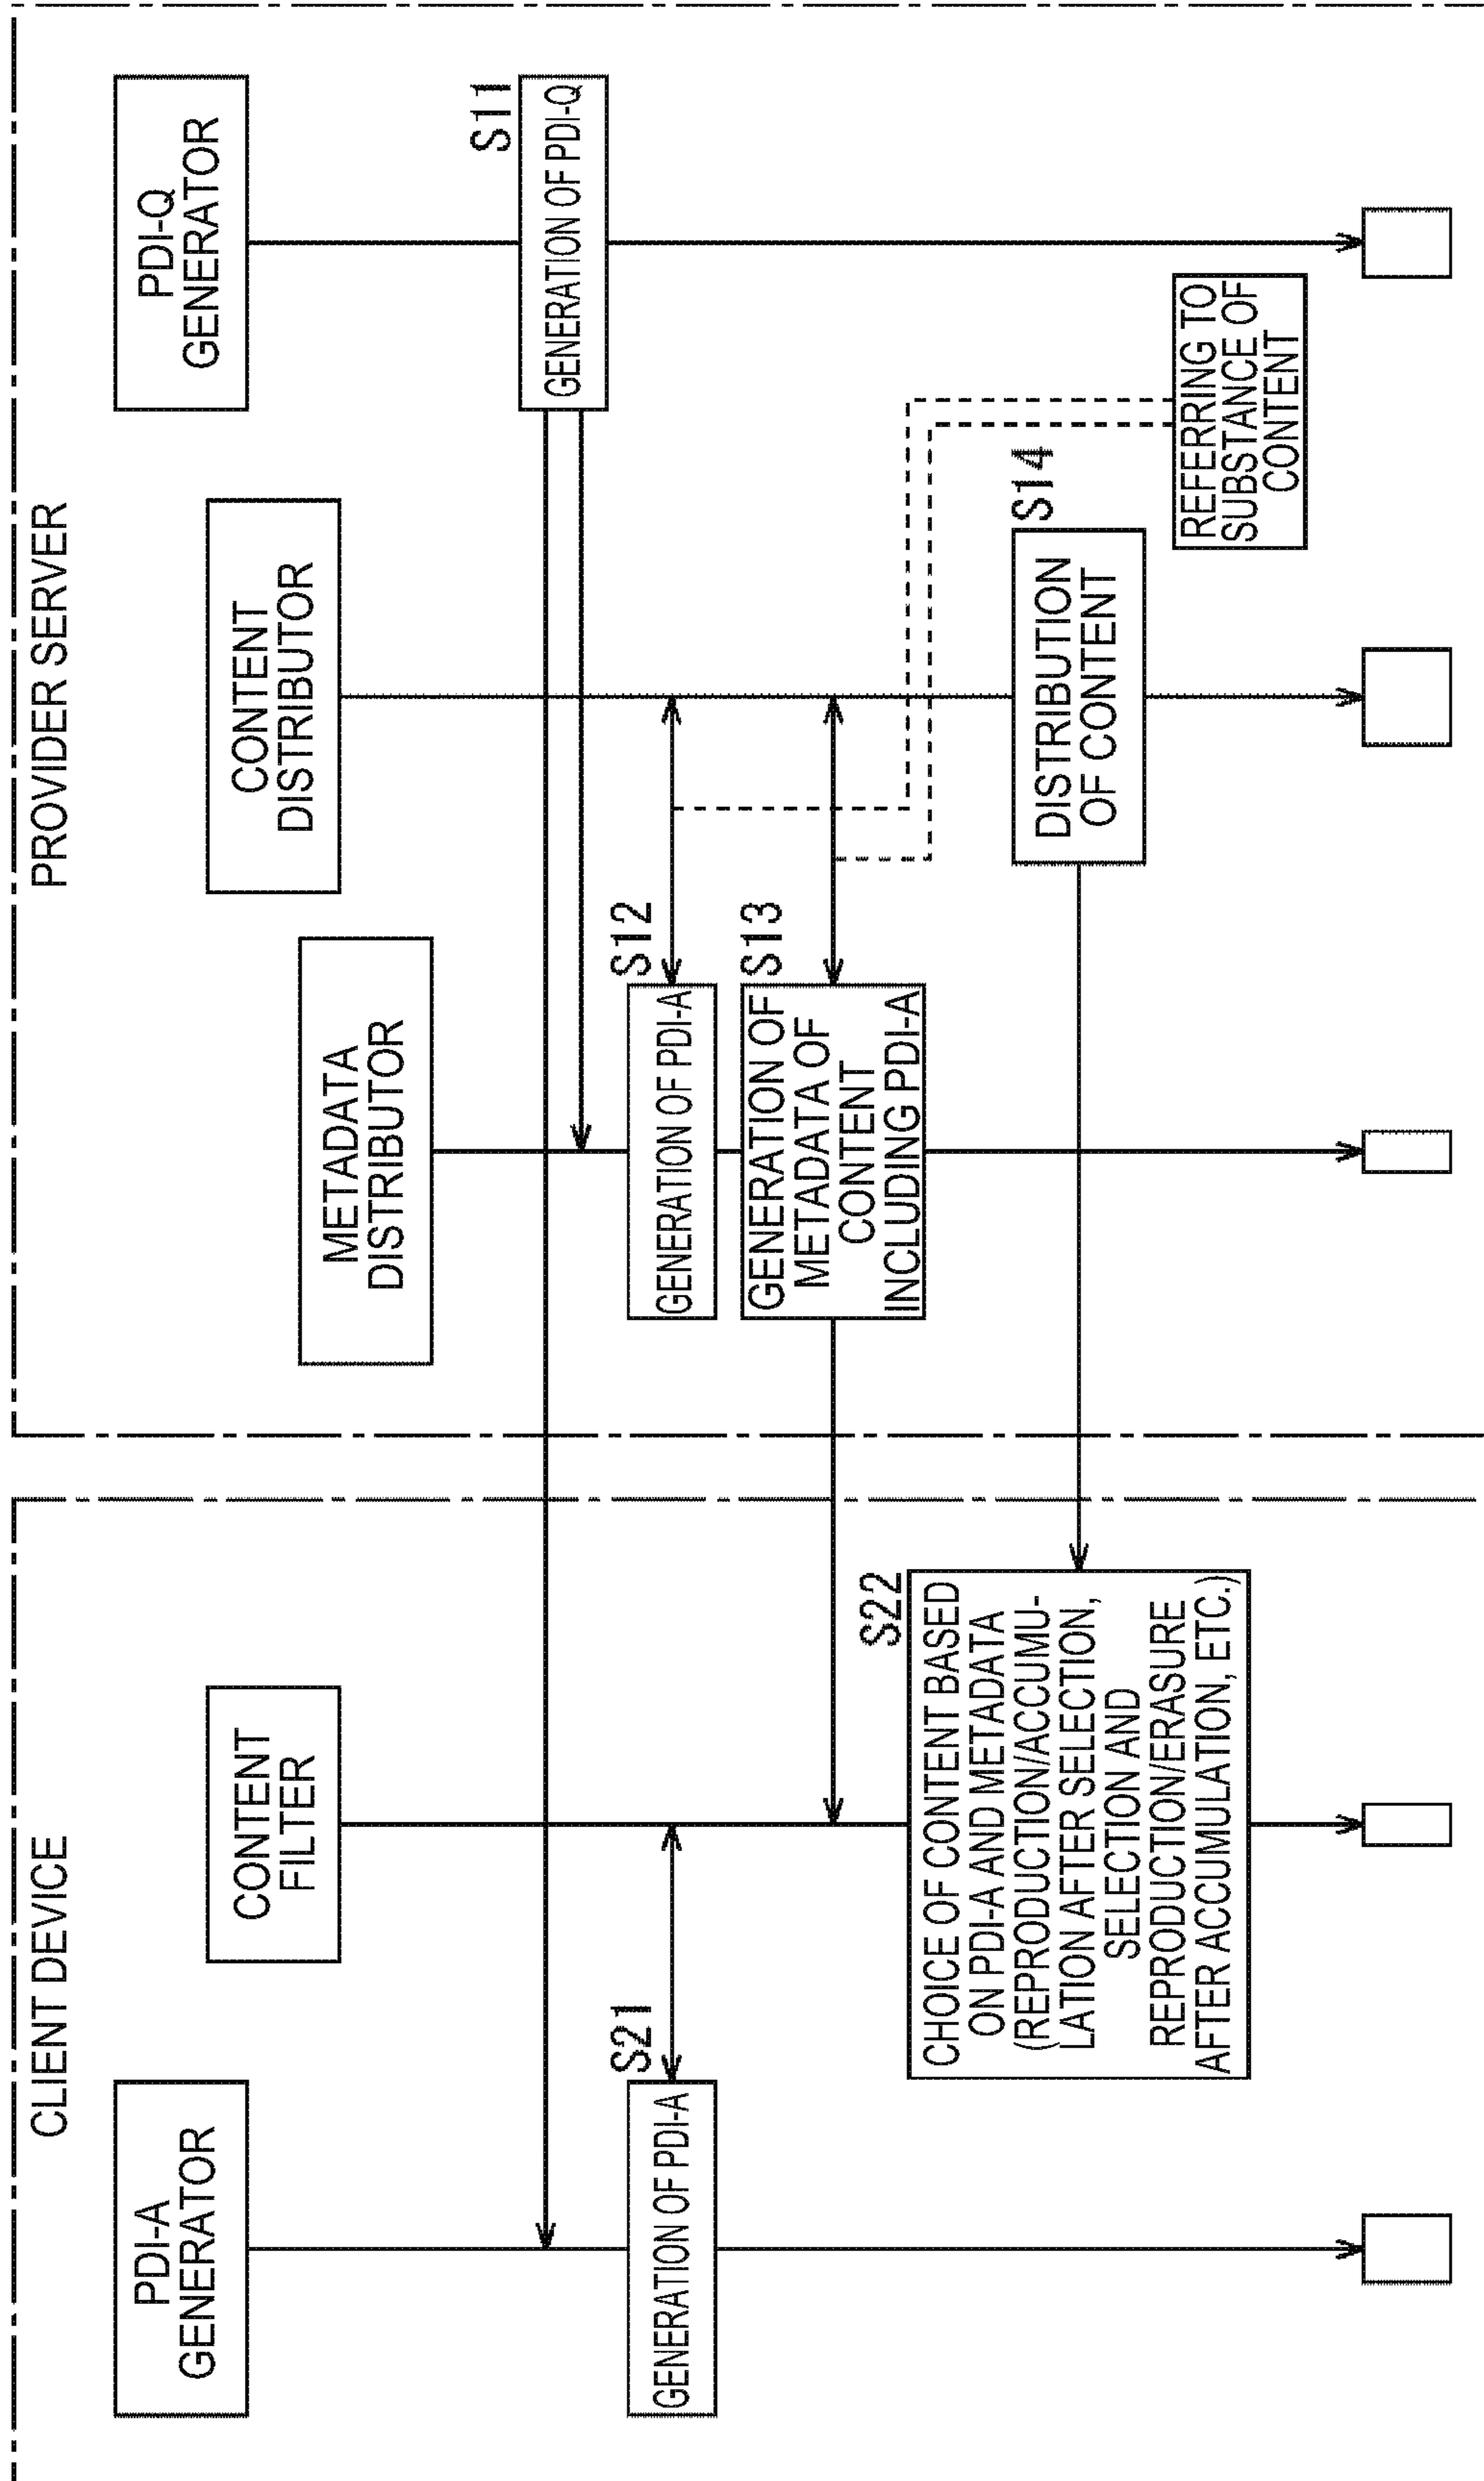 CLIENT DEVICE
PROVIDER SERVER
PDI-A
GENERATOR
CONTENT
FILTER
METADATA
DISTRIBUTOR
CONTENT
DISTRIBUTOR
PDI-Q
GENERATOR
S11
GENERATION OF PDI-Q
S21
GENERATION OF PDI-A
S12
GENERATION OF PDI-A
S13
GENERATION OF
METADATA OF
CONTENT
INCLUDING PDI-A
S22
CHOICE OF CONTENT BASED
ON PDI-A AND METADATA
(REPRODUCTION/ACCUMU-
LATION AFTER SELECTION,
SELECTION AND
REPRODUCTION/ERASURE
AFTER ACCUMULATION, ETC.)
S14
DISTRIBUTION
OF CONTENT
REFERRING TO
SUBSTANCE OF
CONTENT